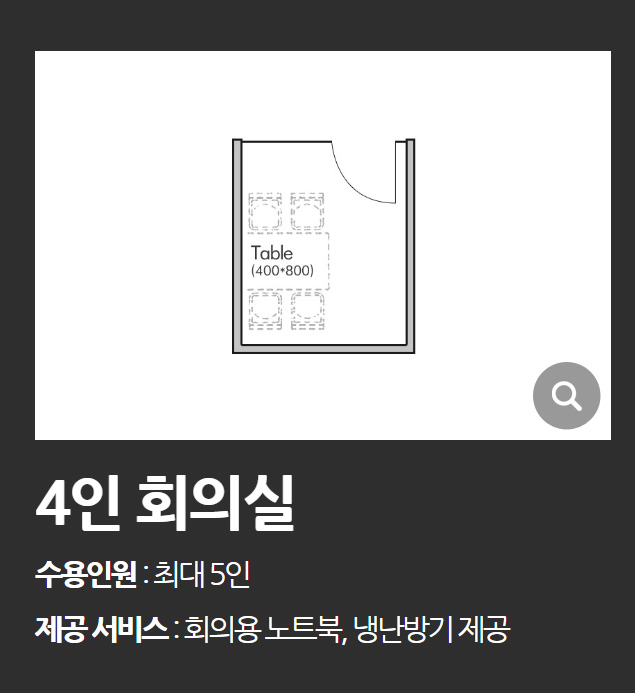 Table
(400*800)
4인 회의실
수용인원 : 최대 5인
제공 서비스 : 회의용 노트북, 냉난방기 제공